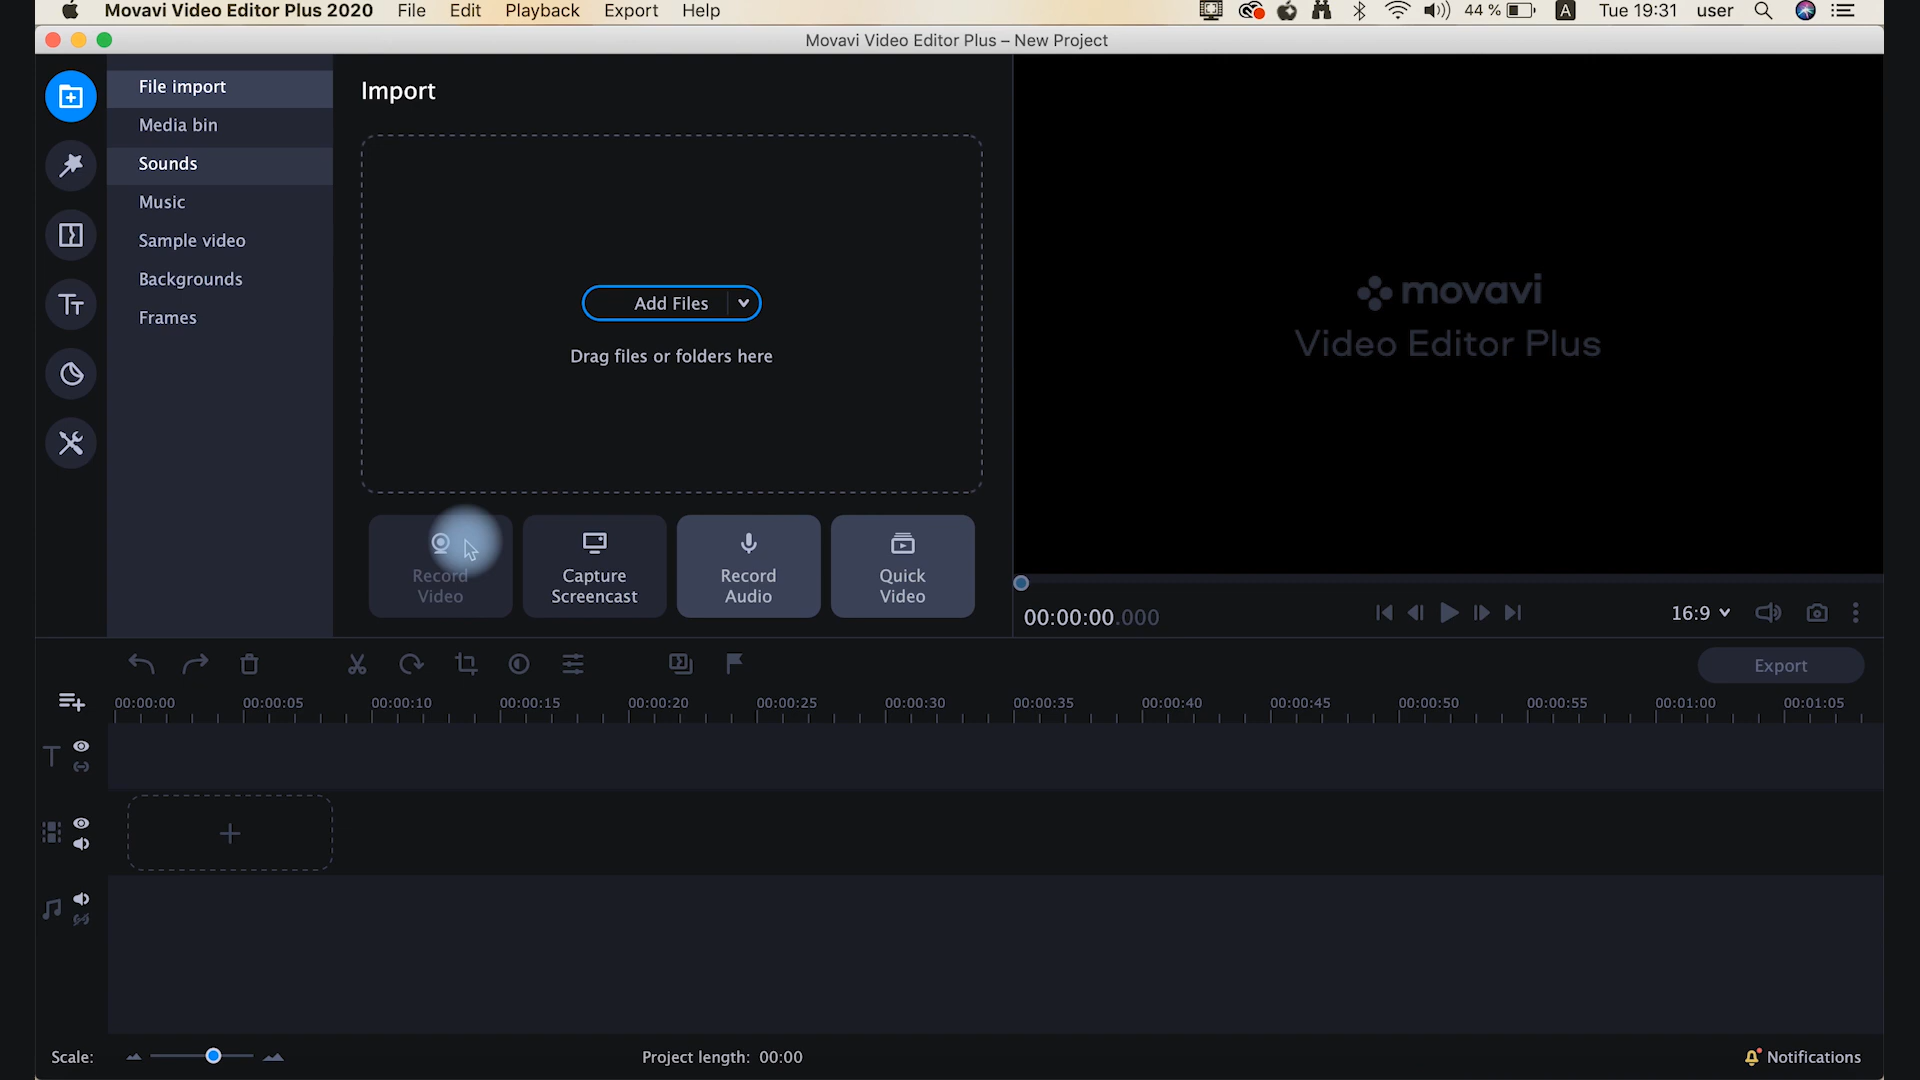 Movavi Video Editor Plus 2020 File Edit Playback Export Help 44 % A Tue 19:31 user
Movavi Video Editor Plus – New Project
File import
Media bin
Sounds
Music
Sample video
Backgrounds
Frames
Import
Add Files
Drag files or folders here
Record
Video
Capture
Screencast
Record
Audio
Quick
Video
movavi
Video Editor Plus
00:00:00.000
16:9
Export
00:00:00 00:00:05 00:00:10 00:00:15 00:00:20 00:00:25 00:00:30 00:00:35 00:00:40 00:00:45 00:00:50 00:00:55 00:01:00 00:01:05
Scale:
Project length: 00:00
Notifications